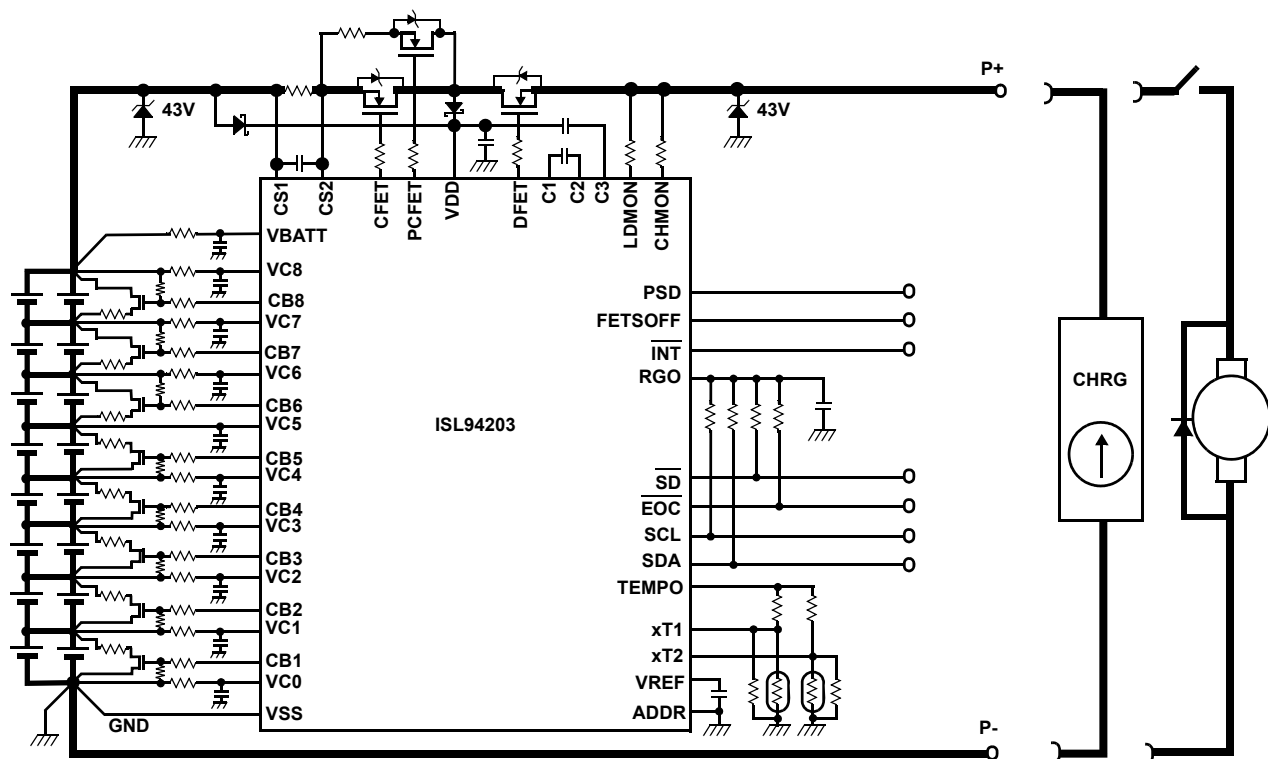 P+
43V
43V
CS1
CS2
CFET
PCFET
VDD
DFET
C1
C2
C3
LDMON
CHMON
VBATT
VC8
CB8
VC7
CB7
VC6
CB6
VC5
CB5
VC4
CB4
VC3
CB3
VC2
CB2
VC1
CB1
VC0
VSS
GND
ISL94203
PSD
FETSOFF
INT
RGO
SD
EOC
SCL
SDA
TEMPO
xT1
xT2
VREF
ADDR
CHRG
P-